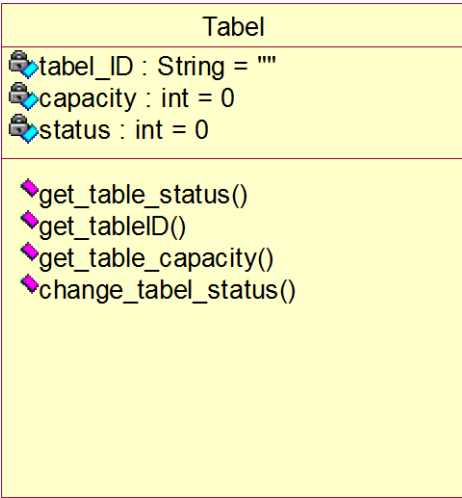 Tabel
tabel_ID : String = ""
capacity : int = 0
status : int = 0
get_table_status()
get_tableID()
get_table_capacity()
change_tabel_status()